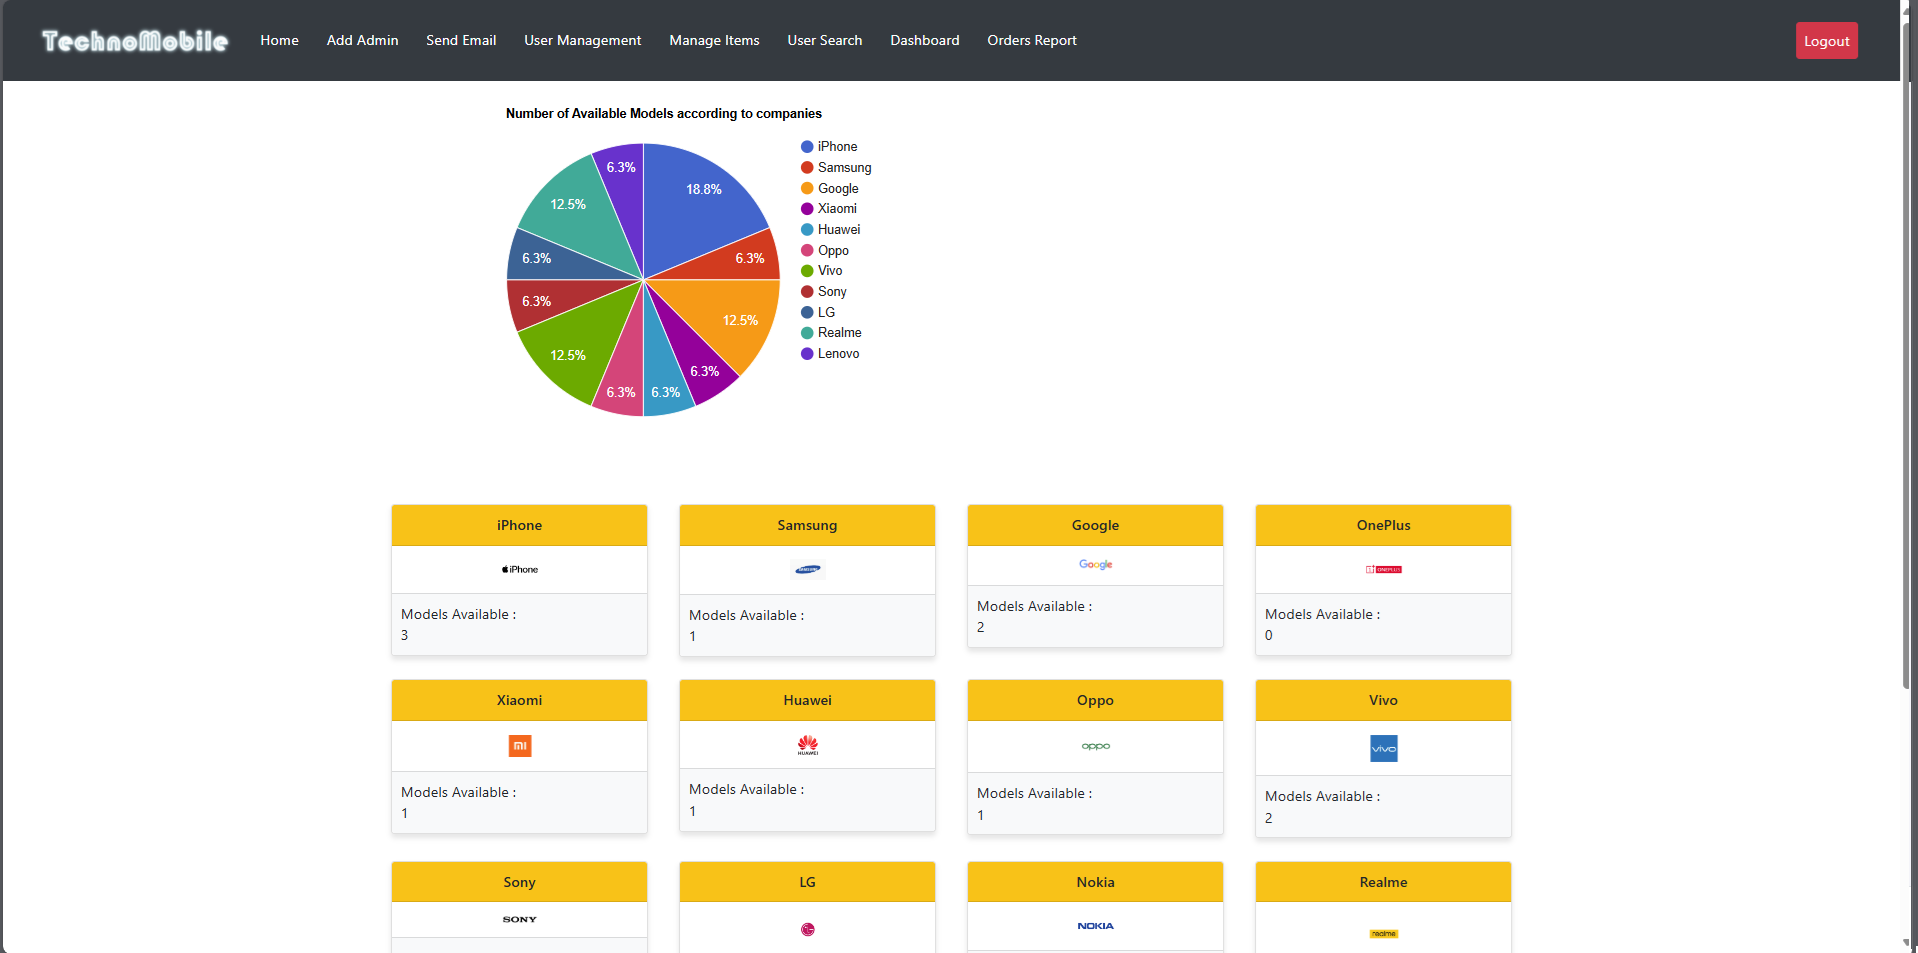 TechnoMobile Home Add Admin Send Email User Management Manage Items User Search Dashboard Orders Report Logout
Number of Available Models according to companies
6.3%
18.8%
12.5%
6.3%
6.3%
6.3%
12.5%
12.5%
6.3%
6.3%
6.3%
iPhone
Samsung
Google
Xiaomi
Huawei
Oppo
Vivo
Sony
LG
Realme
Lenovo
iPhone Samsung Google OnePlus
iPhone SAMSUNG Google ONEPLUS
Models Available : Models Available : Models Available : Models Available :
3 1 2 0
Xiaomi Huawei Oppo Vivo
mi HUAWEI oppo vivo
Models Available : Models Available : Models Available : Models Available :
1 1 1 2
Sony LG Nokia Realme
SONY NOKIA realme